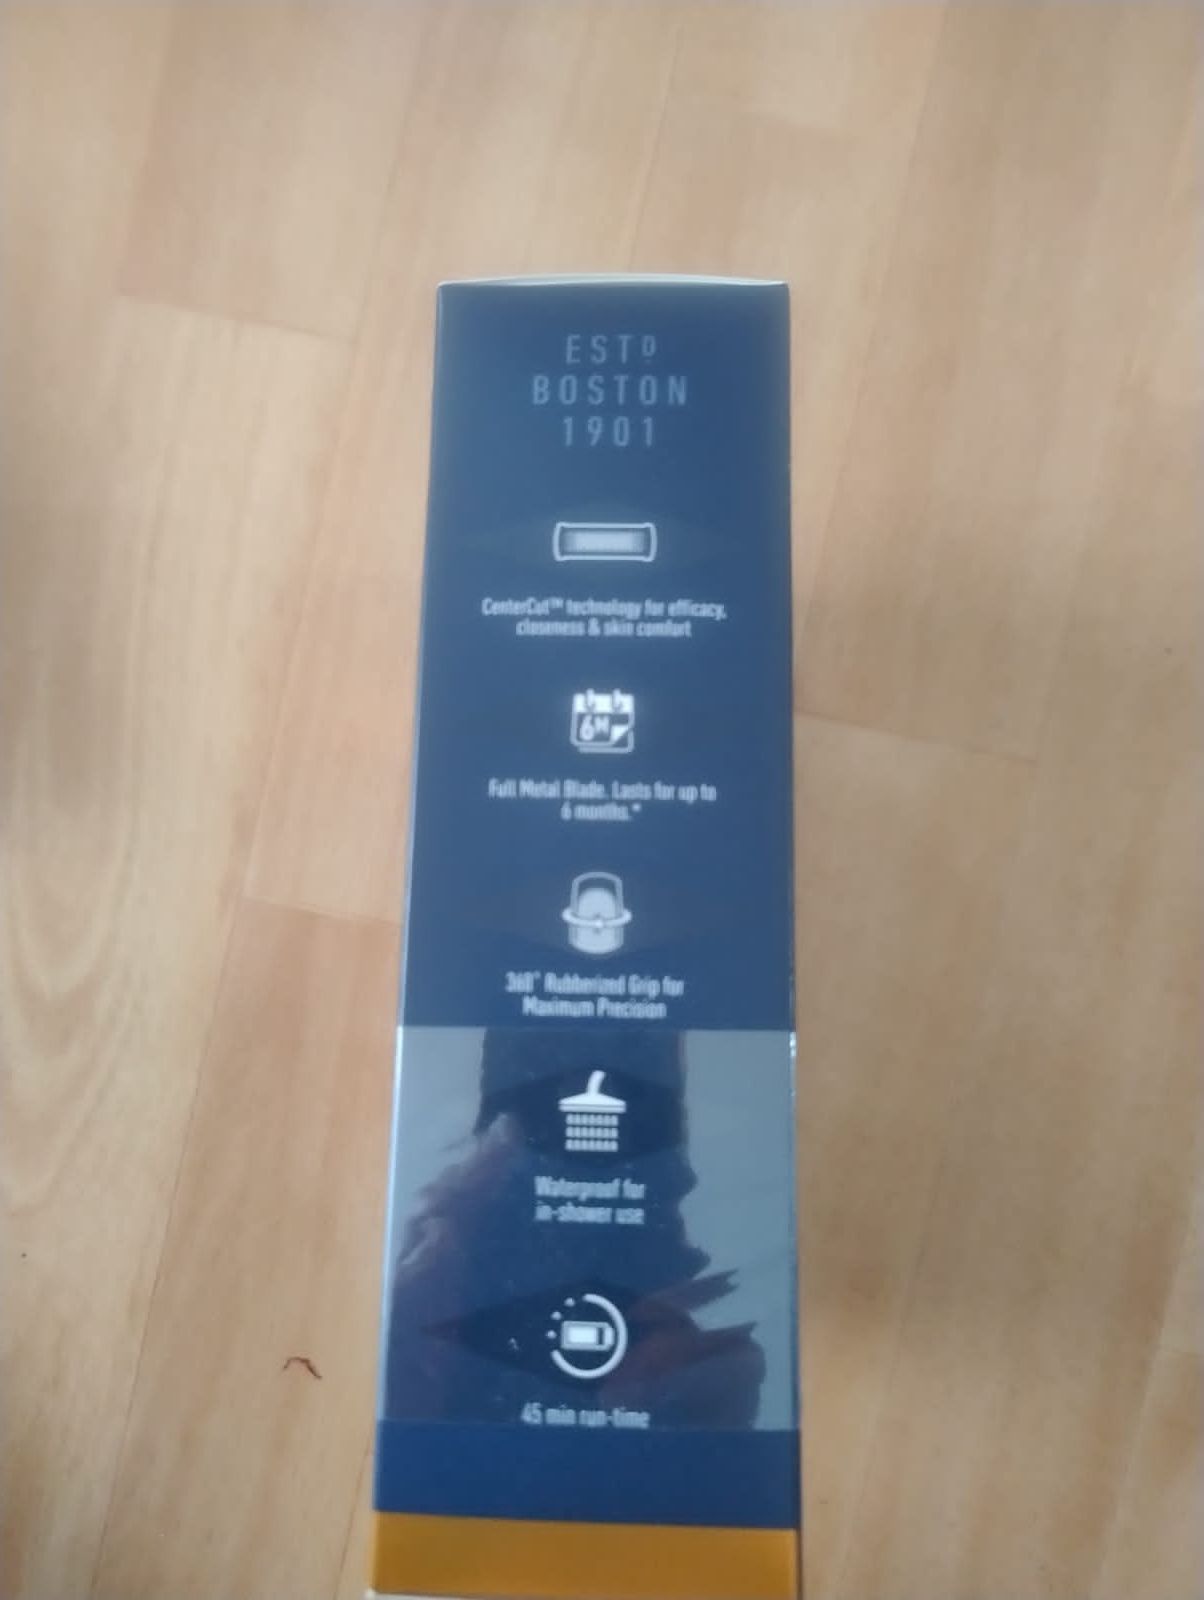 ESTD
BOSTON
1901
CenterCut™ technology for efficacy,
closeness & skin comfort
6M
Full Metal Blade. Lasts for up to
6 months.*
360° Rubberized Grip for
Maximum Precision
Waterproof for
in-shower use
45 min run-time